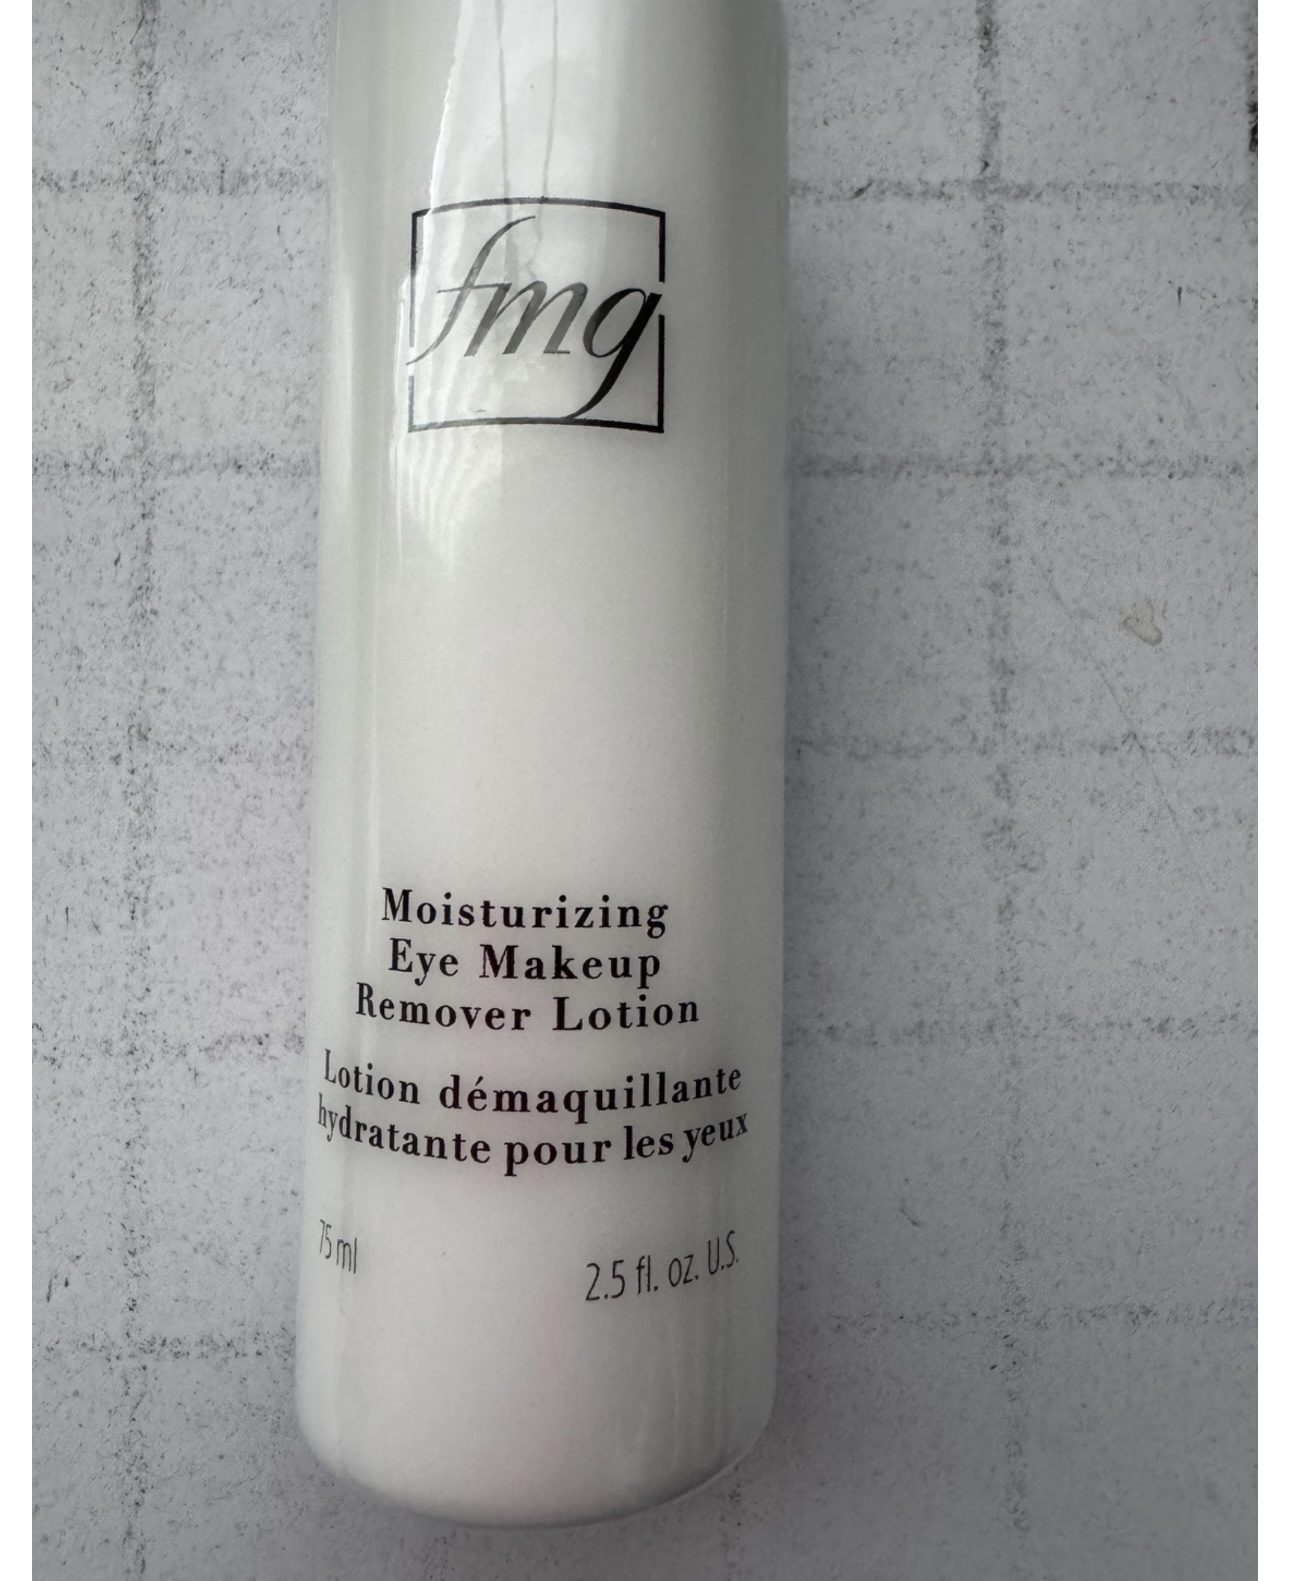 fmg
Moisturizing
Eye Makeup
Remover Lotion
Lotion démaquillante
hydratante pour les yeux
75 ml
2.5 fl. oz. U.S.